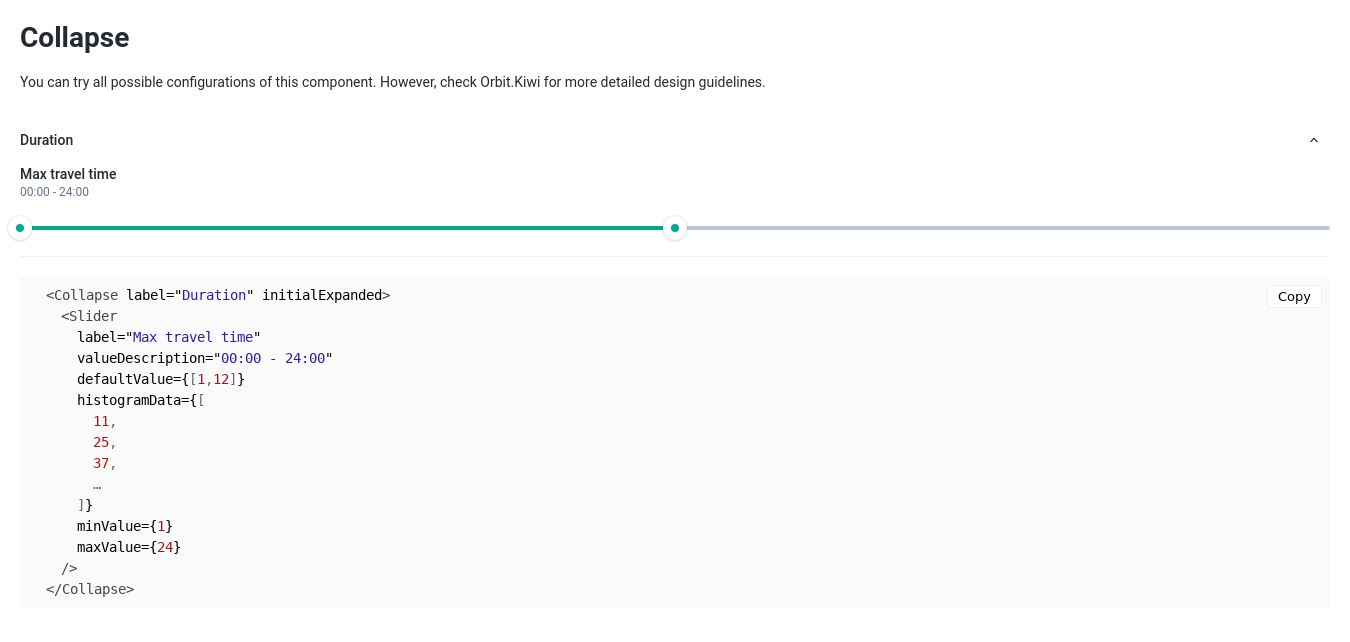 Collapse
You can try all possible configurations of this component. However, check Orbit.Kiwi for more detailed design guidelines.
Duration
Max travel time
00:00 - 24:00
<Collapse label="Duration" initialExpanded>
Copy
<Slider
label="Max travel time"
valueDescription="00:00 - 24:00"
defaultValue={[1,12]}
histogramData={[
11,
25,
37,
…
]}
minValue={1}
maxValue={24}
/>
</Collapse>